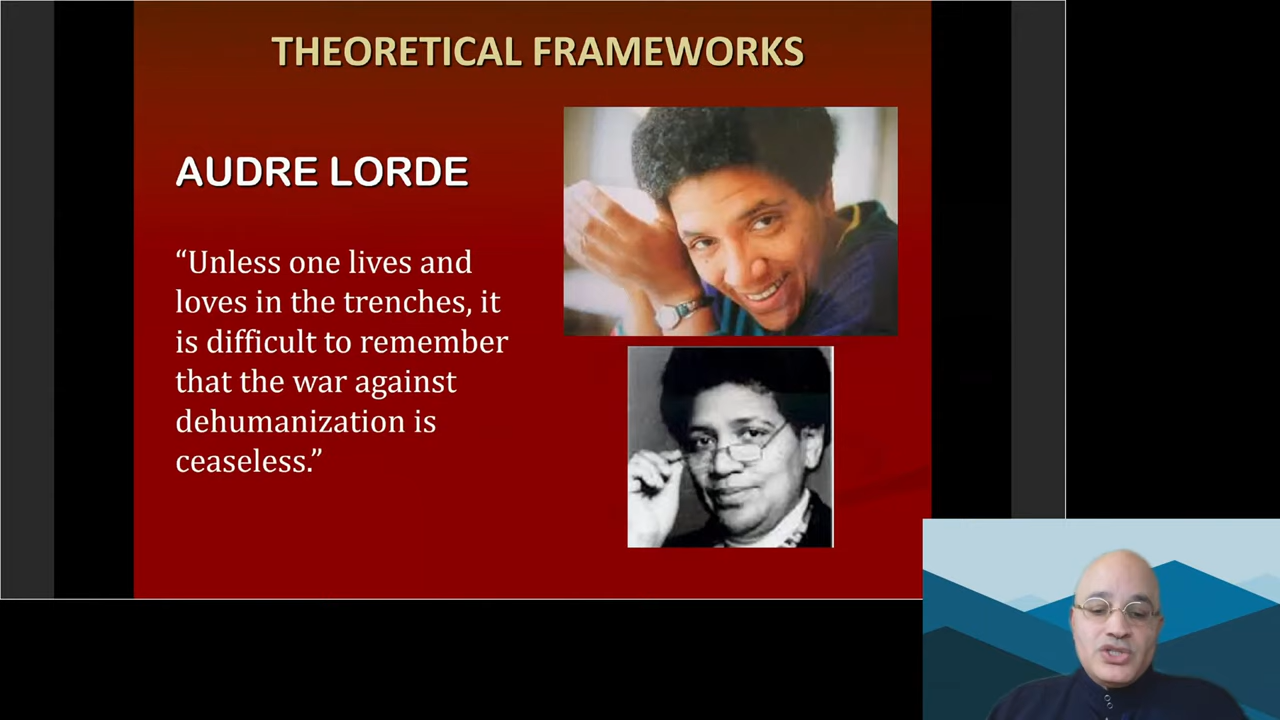 THEORETICAL FRAMEWORKS
AUDRE LORDE
“Unless one lives and
loves in the trenches, it
is difficult to remember
that the war against
dehumanization is
ceaseless.”